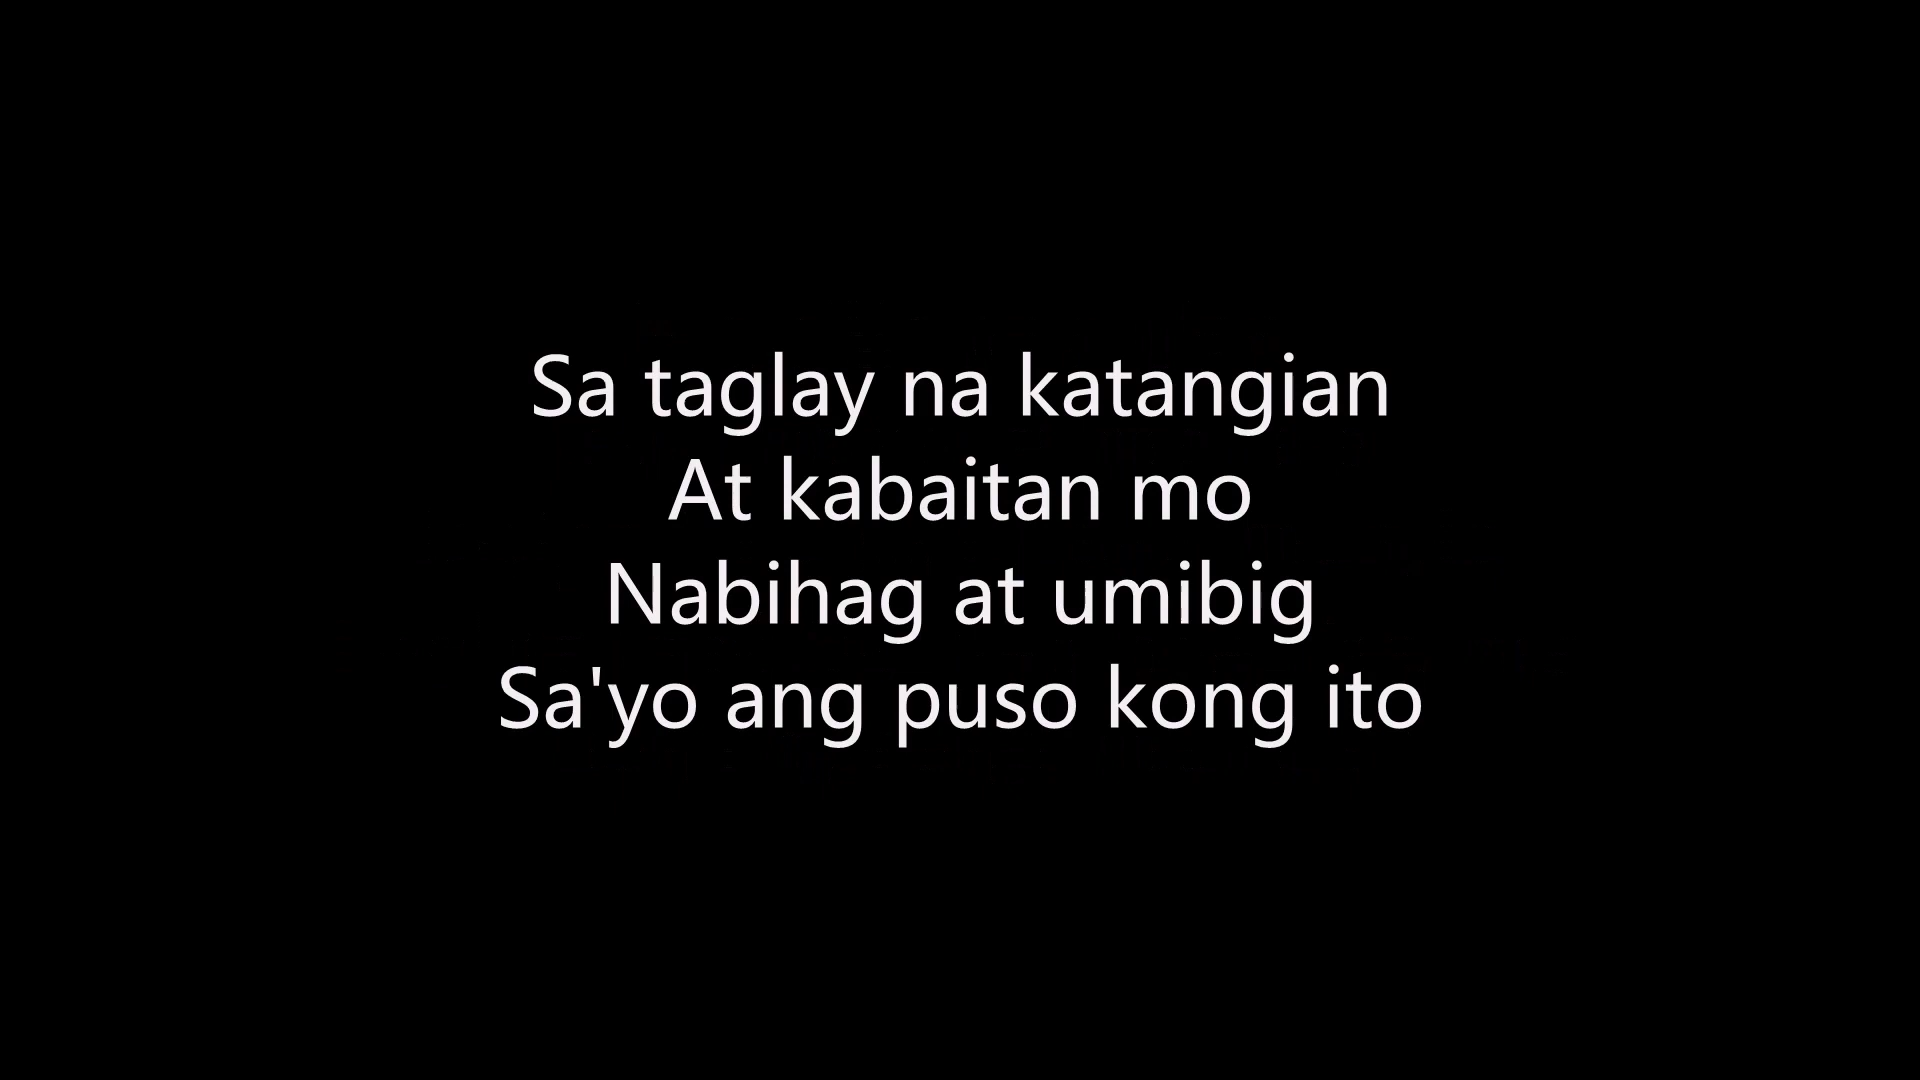 Sa taglay na katangian
At kabaitan mo
Nabihag at umibig
Sa'yo ang puso kong ito